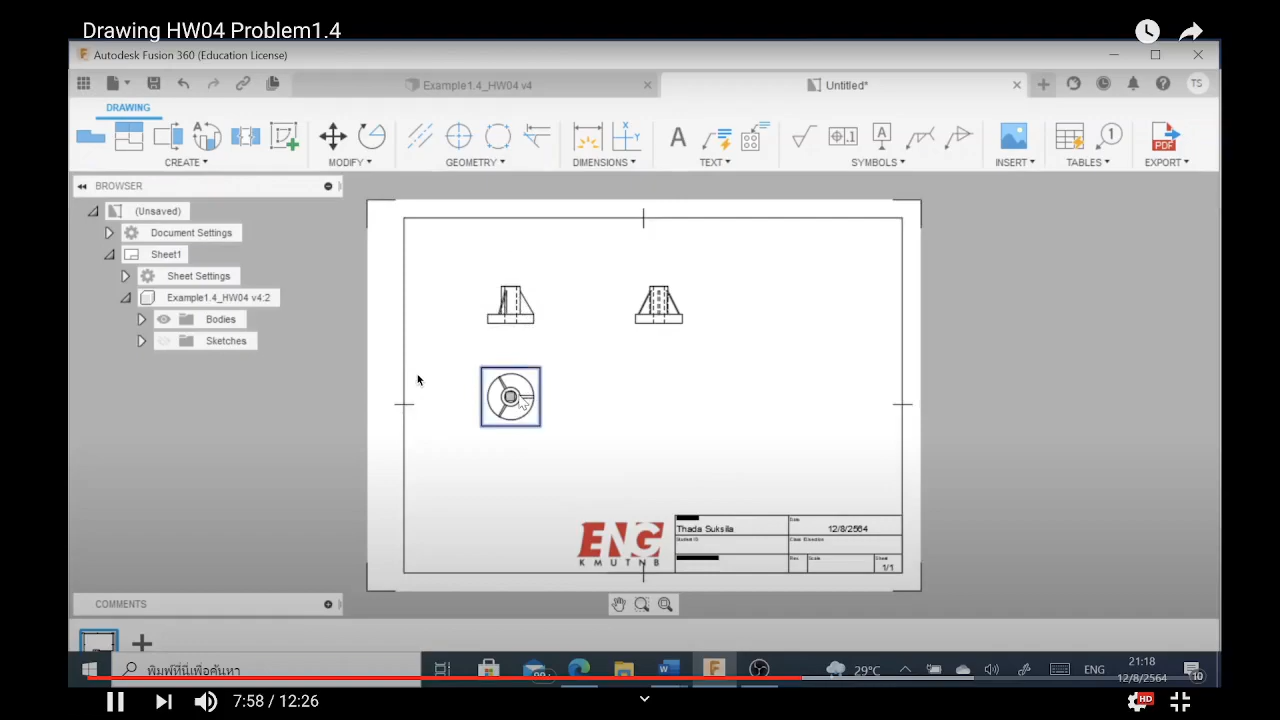 Drawing HW04 Problem1.4
Autodesk Fusion 360 (Education License)
Example1.4_HW04 v4
Untitled*
TS
DRAWING
CREATE
MODIFY
GEOMETRY
DIMENSIONS
TEXT
SYMBOLS
INSERT
TABLES
EXPORT
BROWSER
(Unsaved)
Document Settings
Sheet1
Sheet Settings
Example1.4_HW04 v4:2
Bodies
Sketches
Thada Suksila
12/8/2564
1/1
ENG
KMUTNB
COMMENTS
พิมพ์ที่นี่เพื่อค้นหา
29°C
ENG
21:18
12/8/2564
10
7:58 / 12:26
HD